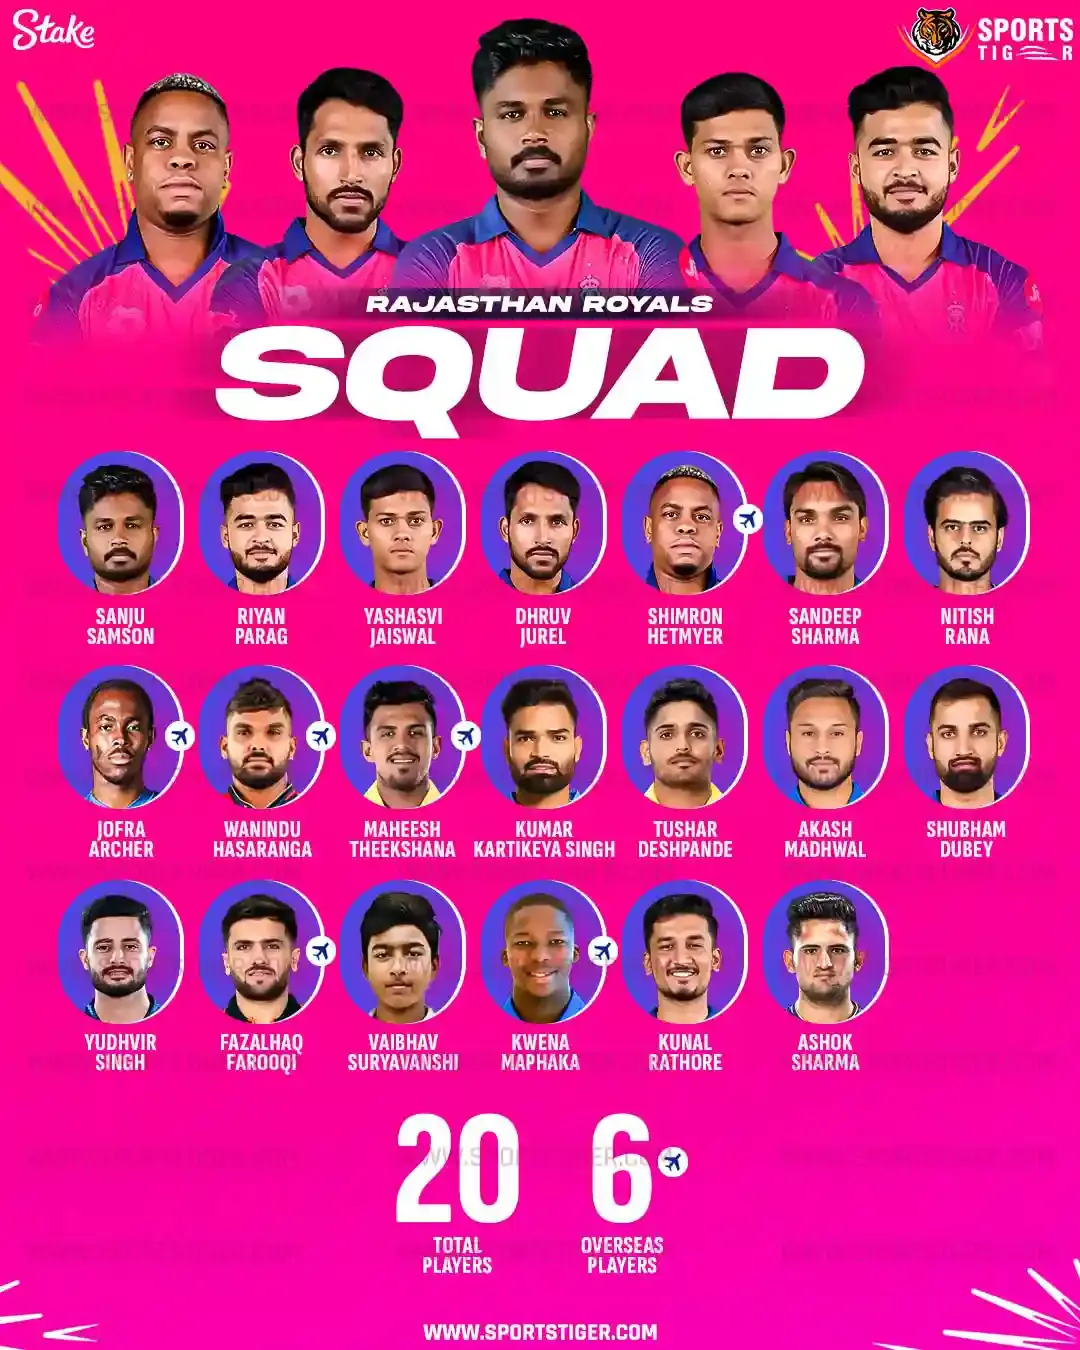 Stake
SPORTS
TIGER
RAJASTHAN ROYALS
SQUAD
SANJU
SAMSON
RIYAN
PARAG
YASHASVI
JAISWAL
DHRUV
JUREL
SHIMRON
HETMYER
SANDEEP
SHARMA
NITISH
RANA
JOFRA
ARCHER
WANINDU
HASARANGA
MAHEESH
THEEKSHANA
KUMAR
KARTIKEYA SINGH
TUSHAR
DESHPANDE
AKASH
MADHWAL
SHUBHAM
DUBEY
YUDHVIR
SINGH
FAZALHAQ
FAROOQI
VAIBHAV
SURYAVANSHI
KWENA
MAPHAKA
KUNAL
RATHORE
ASHOK
SHARMA
20
TOTAL
PLAYERS
6
OVERSEAS
PLAYERS
WWW.SPORTSTIGER.COM